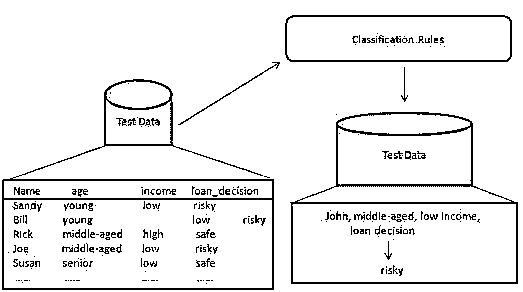 Classification Rules
Test Data
Test Data
Name age income loan_decision
Sandy young low risky
Bill young low risky
Rick middle-aged high safe
Joe middle-aged low risky
Susan senior low safe
...... ...... ...... ......
John, middle-aged, low income,
loan decision
risky